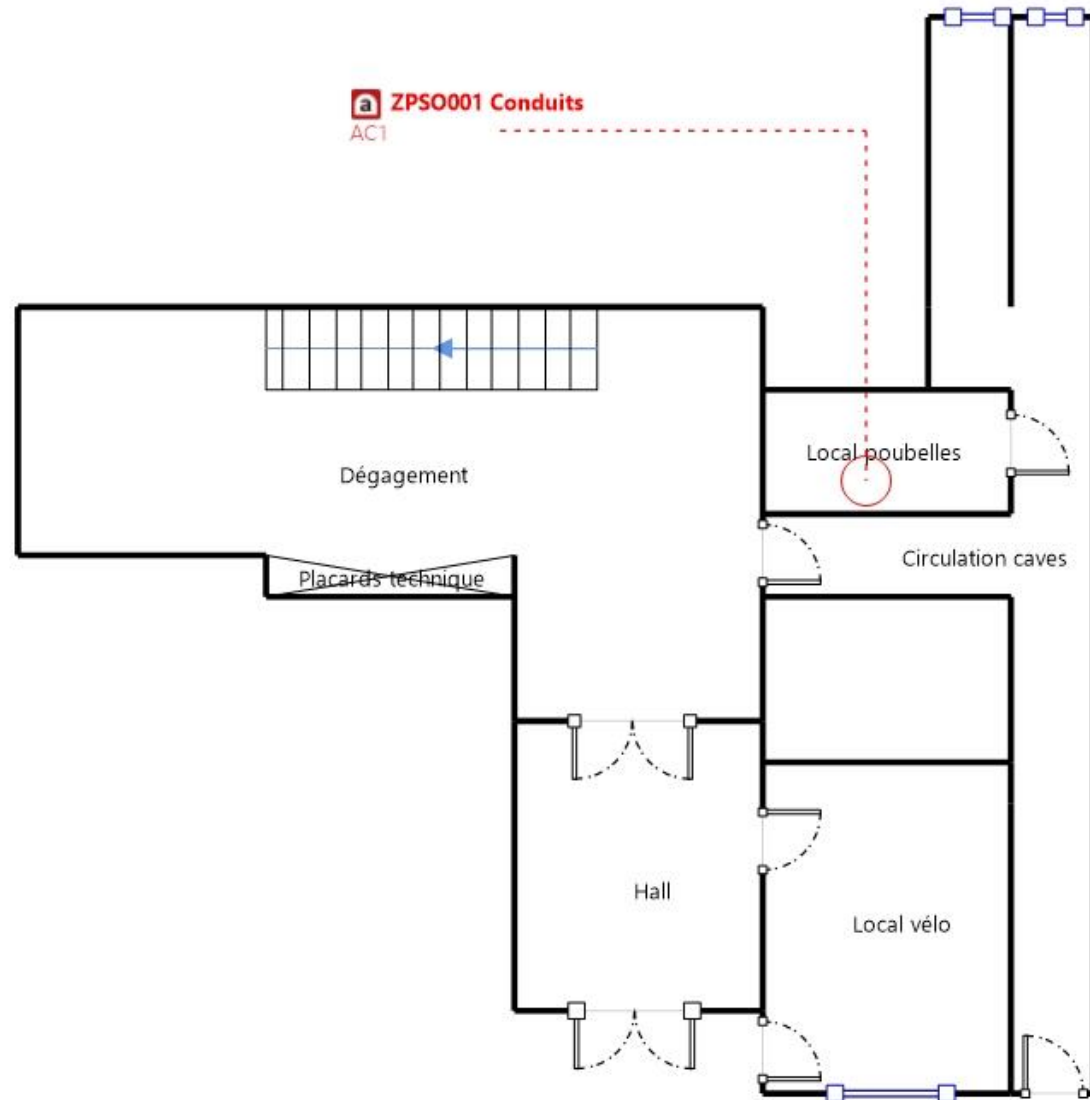 a ZPSO001 Conduits
AC1
Local poubelles
Dégagement
Circulation caves
Placards technique
Hall
Local vélo